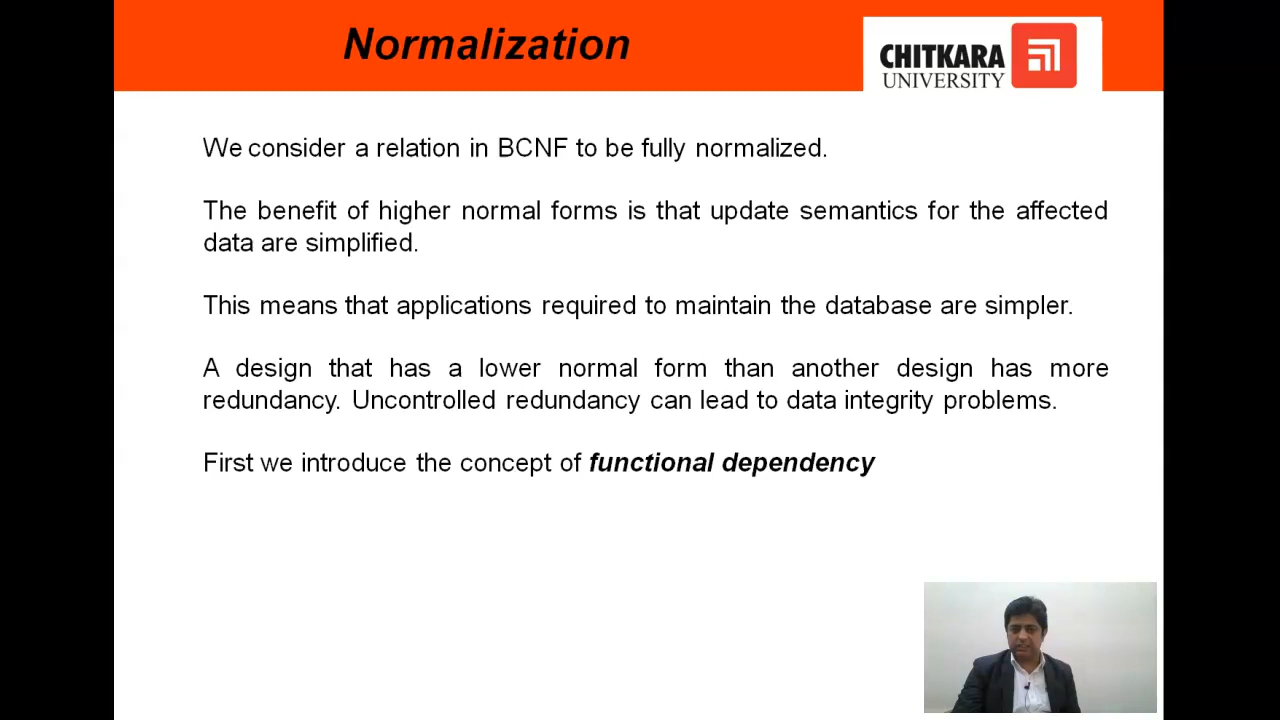 Normalization
CHITKARA
UNIVERSITY
We consider a relation in BCNF to be fully normalized.
The benefit of higher normal forms is that update semantics for the affected
data are simplified.
This means that applications required to maintain the database are simpler.
A design that has a lower normal form than another design has more
redundancy. Uncontrolled redundancy can lead to data integrity problems.
First we introduce the concept of functional dependency